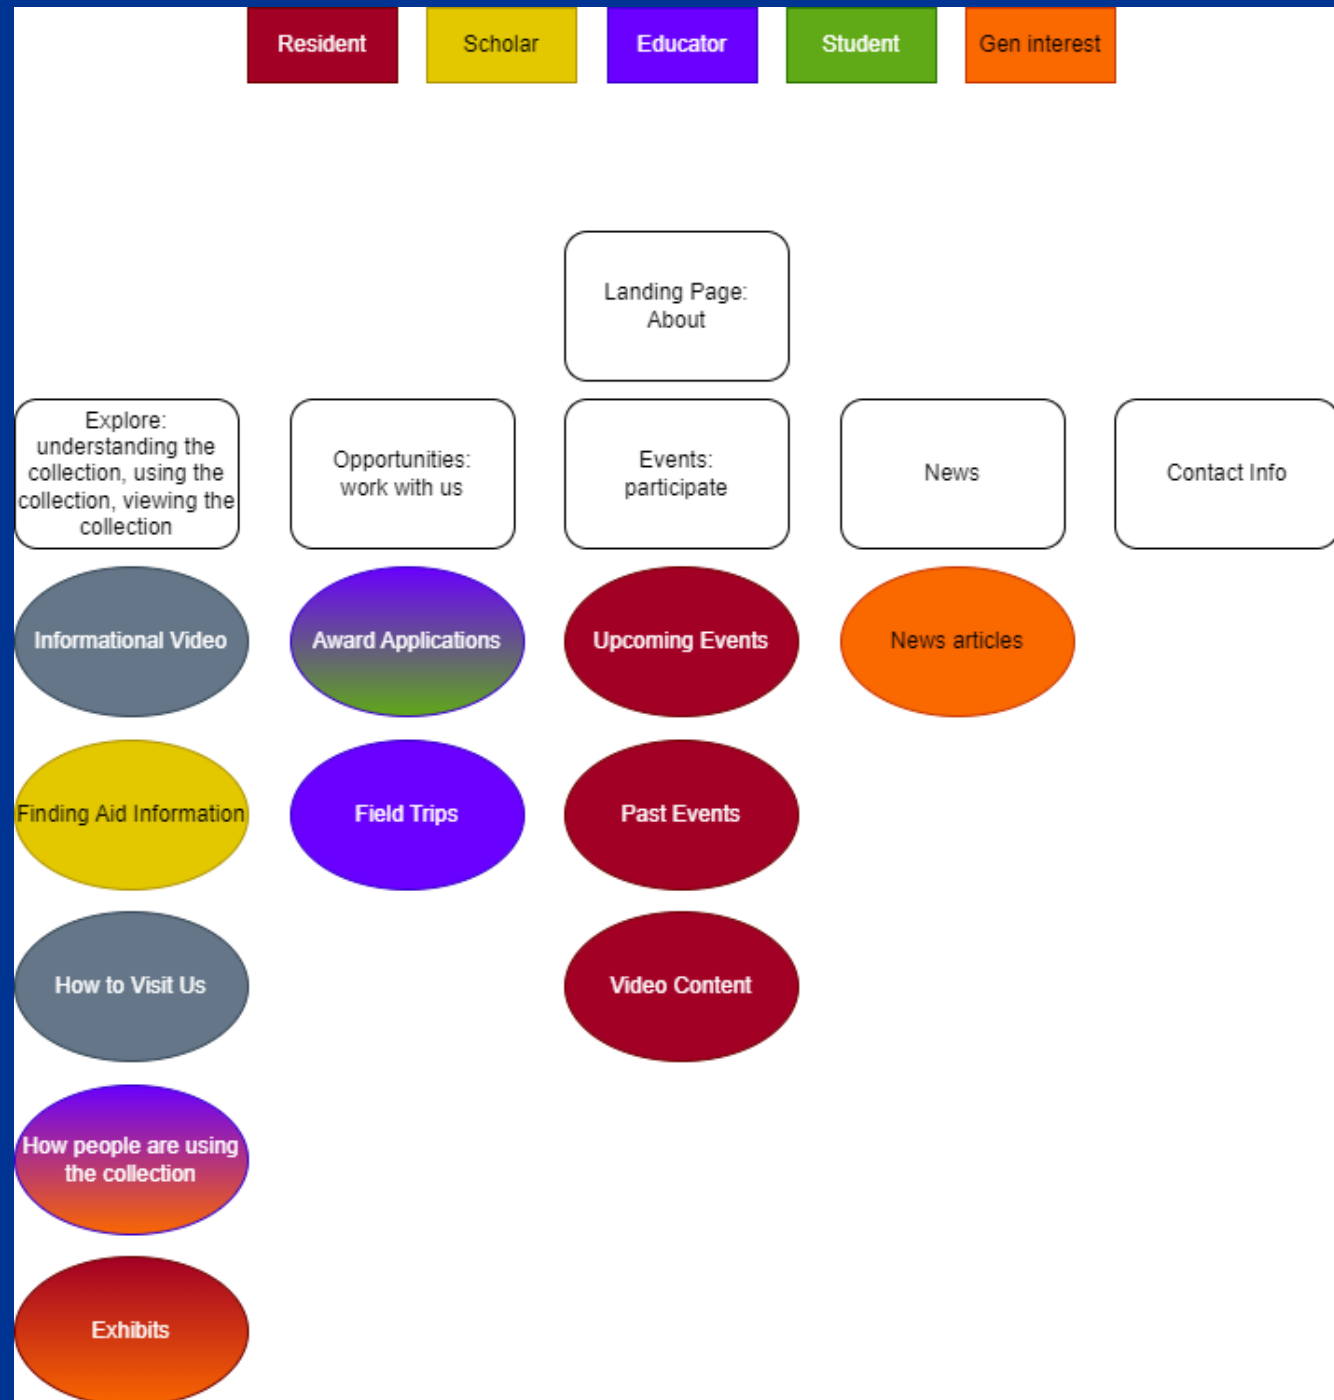 Resident
Scholar
Educator
Student
Gen interest
Landing Page:
About
Explore:
understanding the
collection, using the
collection, viewing the
collection
Opportunities:
work with us
Events:
participate
News
Contact Info
Informational Video
Award Applications
Upcoming Events
News articles
Finding Aid Information
Field Trips
Past Events
How to Visit Us
Video Content
How people are using
the collection
Exhibits